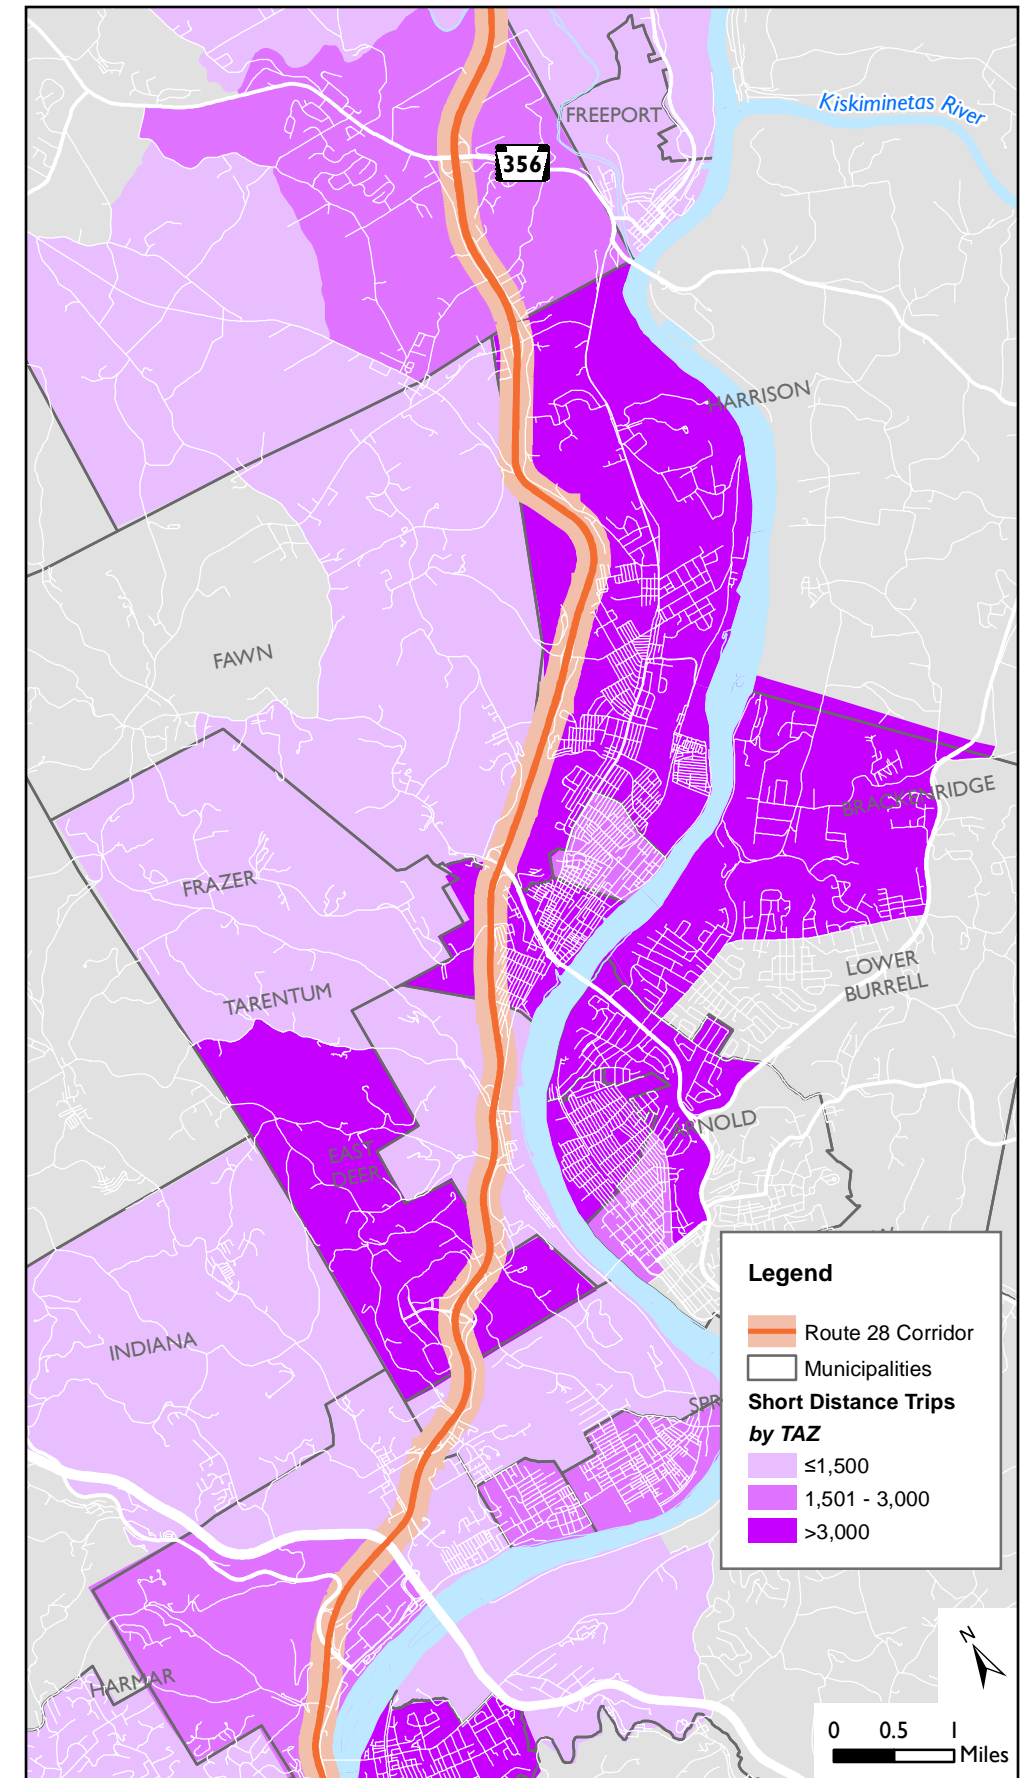 Kiskiminetas River
FREEPORT
356
HARRISON
FAWN
BRACKENRIDGE
FRAZER
LOWER
BURRELL
TARENTUM
ARNOLD
EAST
DEER
INDIANA
SPR
HARMAR
Legend
Route 28 Corridor
Municipalities
Short Distance Trips
by TAZ
≤1,500
1,501 - 3,000
>3,000
N
0 0.5 1
Miles